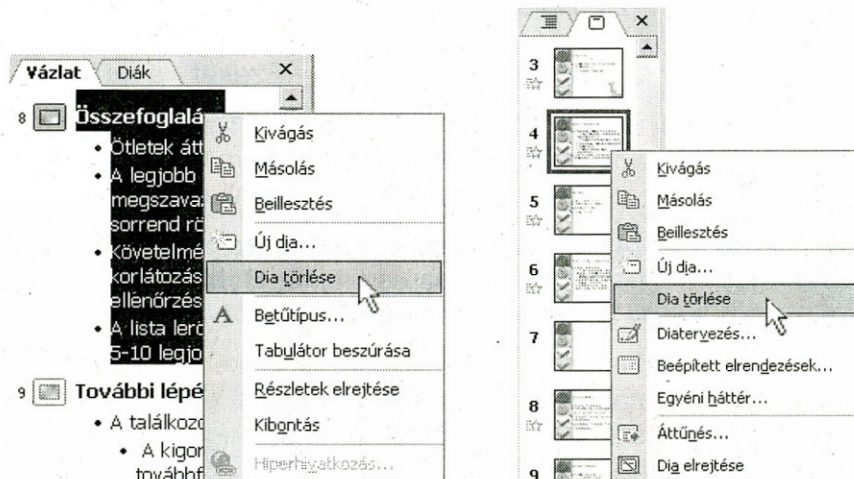 Vázlat Diák
8 Összefoglalá
• Ötletek átt
• A legjobb
megszava
sorrend rö
• Követelmé
korlátozás
ellenőrzés
• A lista lerö
5-10 legjo
9 További lépé
• A találkozó
• A kigor
továbbf
Kivágás
Másolás
Beillesztés
Új dia...
Dia törlése
Betűtípus...
Tabulátor beszúrása
Részletek elrejtése
Kibontás
Hiperhivatkozás...
3
4
5
6
7
8
9
Kivágás
Másolás
Beillesztés
Új dia...
Dia törlése
Diatervezés...
Beépített elrendezések...
Egyéni háttér...
Áttűnés...
Dia elrejtése